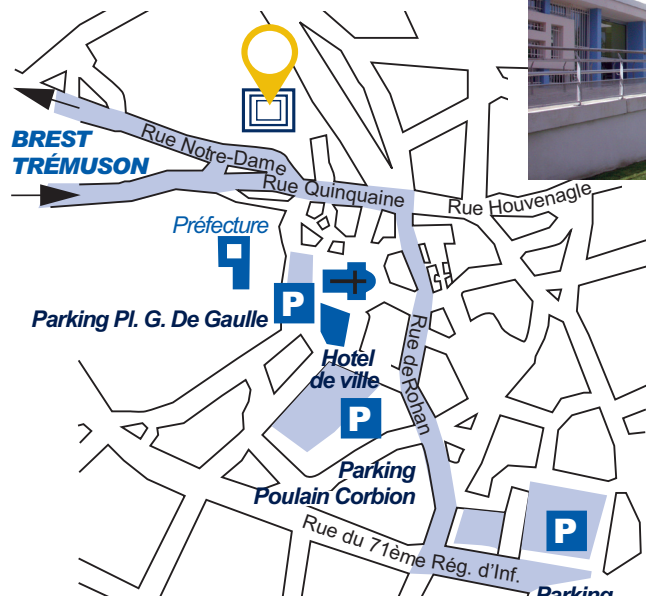 BREST
TRÉMUSON
Rue Notre-Dame
Rue Quinquaine
Rue Houvenagle
Préfecture
P
Parking Pl. G. De Gaulle
Hotel
de ville
Rue de Rohan
P
Parking
Poulain Corbion
Rue du 71ème Rég. d'Inf.
P
Parking